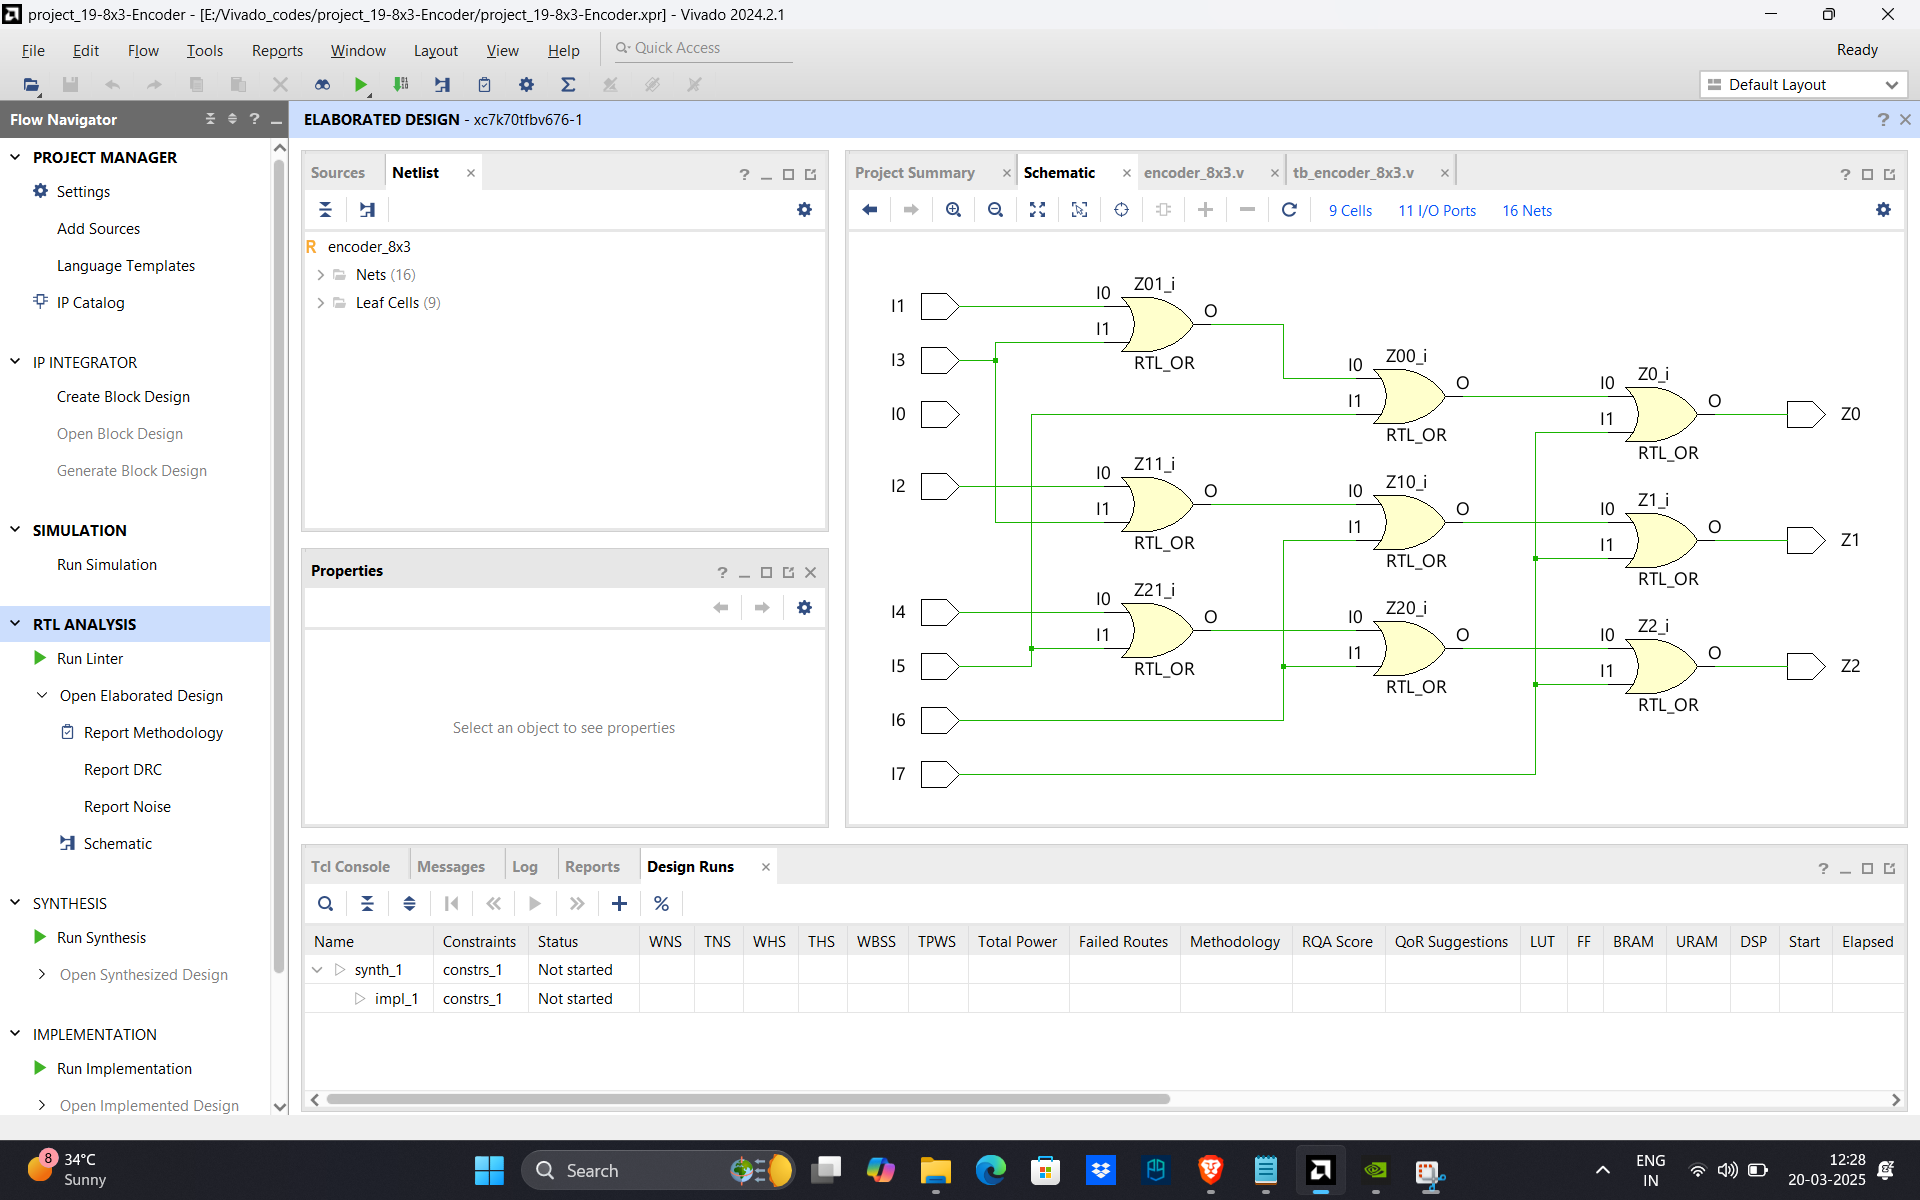 project_19-8x3-Encoder - [E:/Vivado_codes/project_19-8x3-Encoder/project_19-8x3-Encoder.xpr] - Vivado 2024.2.1
File Edit Flow Tools Reports Window Layout View Help Quick Access Ready
Default Layout
Flow Navigator
ELABORATED DESIGN - xc7k70tfbv676-1
PROJECT MANAGER
Settings
Add Sources
Language Templates
IP Catalog
IP INTEGRATOR
Create Block Design
Open Block Design
Generate Block Design
SIMULATION
Run Simulation
RTL ANALYSIS
Run Linter
Open Elaborated Design
Report Methodology
Report DRC
Report Noise
Schematic
SYNTHESIS
Run Synthesis
Open Synthesized Design
IMPLEMENTATION
Run Implementation
Open Implemented Design
Sources Netlist
encoder_8x3
Nets (16)
Leaf Cells (9)
Properties
Select an object to see properties
Project Summary Schematic encoder_8x3.v tb_encoder_8x3.v
9 Cells 11 I/O Ports 16 Nets
I1 I0 Z01_i O
I1
I3 RTL_OR
I0 Z00_i O
I1
RTL_OR
I0 Z0_i O Z0
I1
RTL_OR
I0
I2 I0 Z11_i O
I1
RTL_OR
I0 Z10_i O
I1
RTL_OR
I0 Z1_i O Z1
I1
RTL_OR
I4 I0 Z21_i O
I1
RTL_OR
I5
I0 Z20_i O
I1
RTL_OR
I0 Z2_i O Z2
I1
RTL_OR
I6
I7
Tcl Console Messages Log Reports Design Runs
Name Constraints Status WNS TNS WHS THS WBSS TPWS Total Power Failed Routes Methodology RQA Score QoR Suggestions LUT FF BRAM URAM DSP Start Elapsed
synth_1 constrs_1 Not started
impl_1 constrs_1 Not started
8
34°C
Sunny
Search
ENG
IN
12:28
20-03-2025